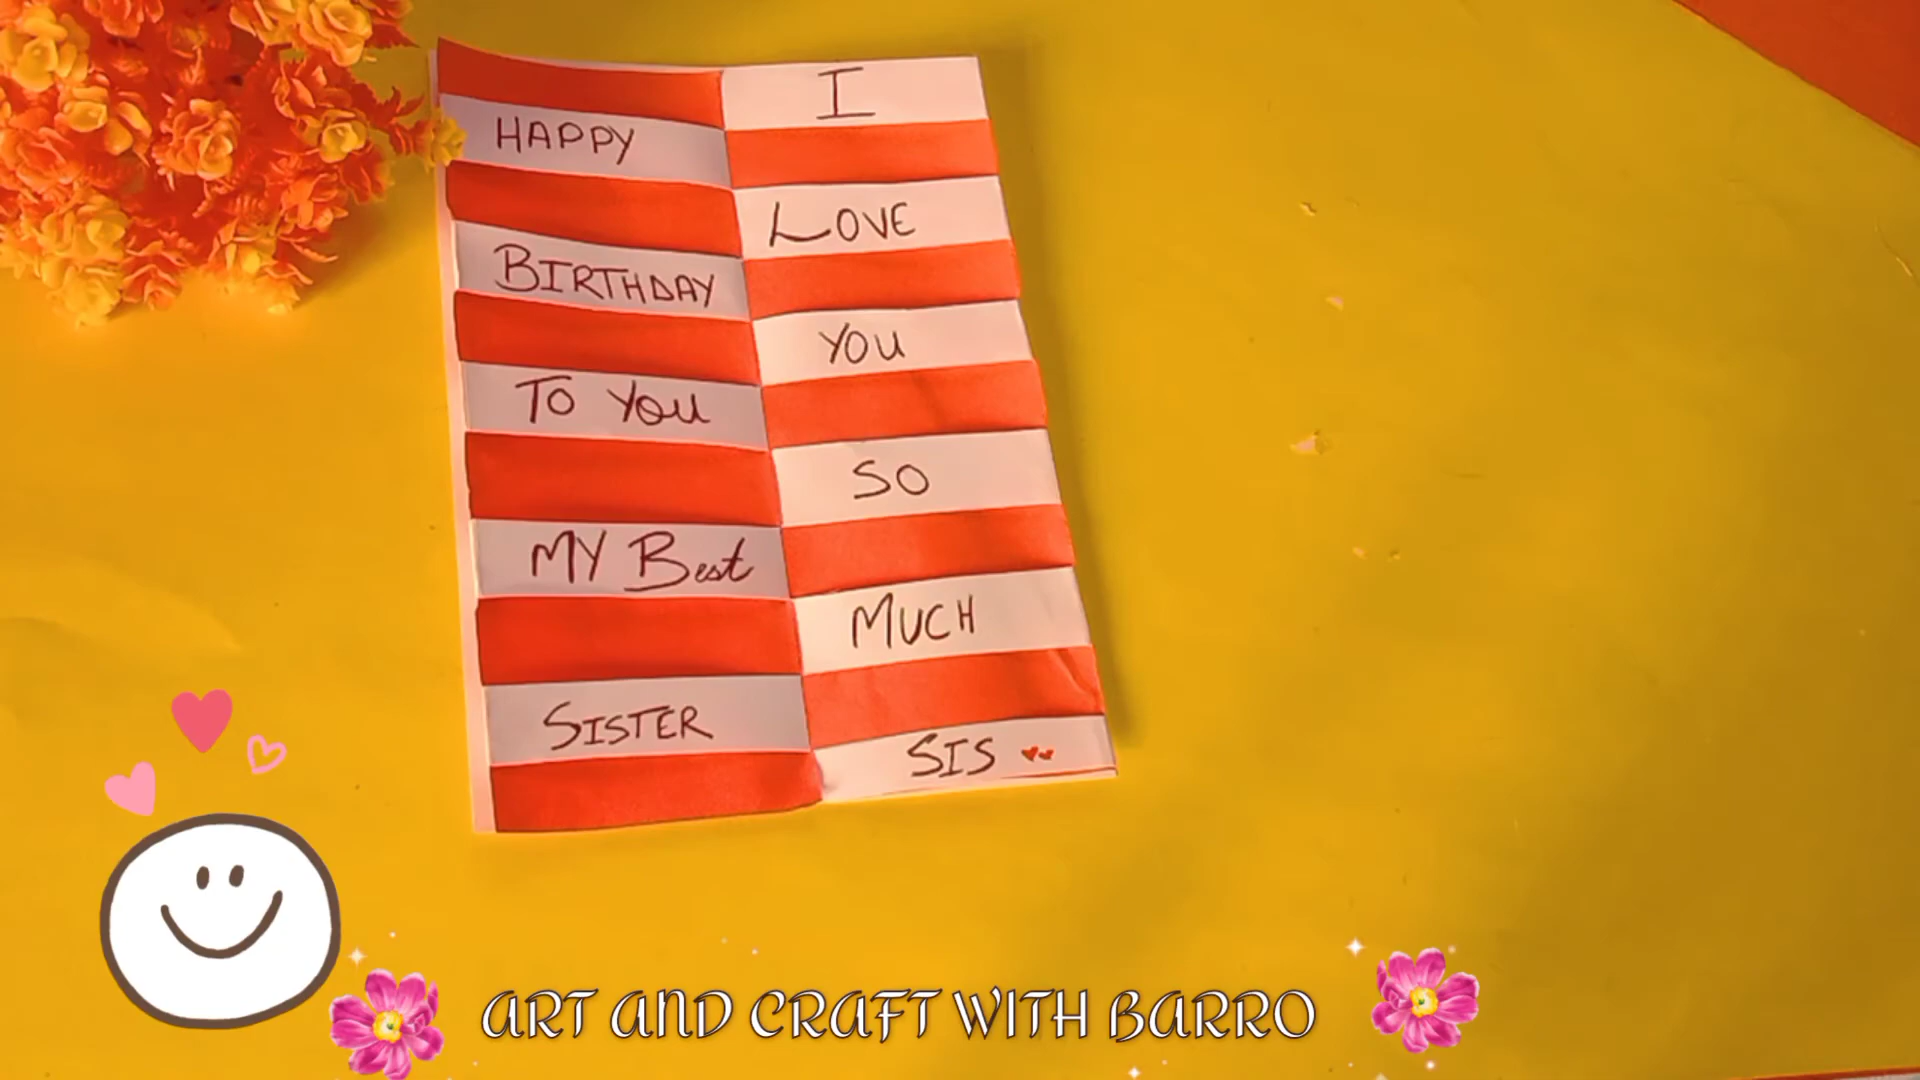 HAPPY
BIRTHDAY
TO YOU
MY Best
SISTER
I
LOVE
YOU
SO
MUCH
SIS
ART AND CRAFT WITH BARRO